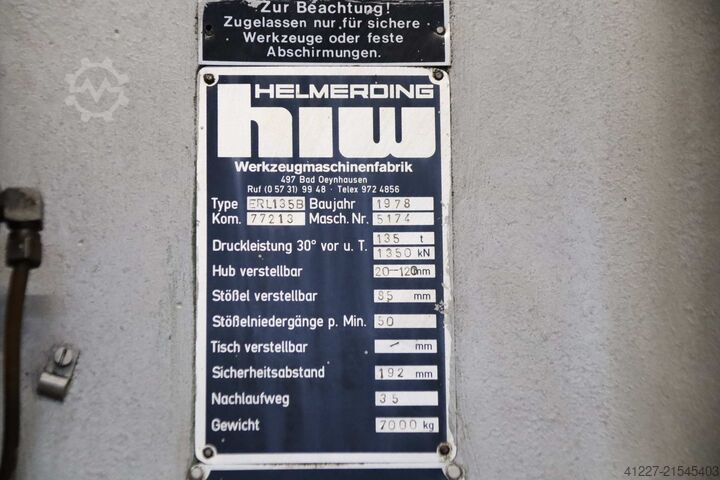 Zur Beachtung!
Zugelassen nur für sichere
Werkzeuge oder feste
Abschirmungen.
HELMERDING
hiw
Werkzeugmaschinenfabrik
497 Bad Oeynhausen
Ruf (0 57 31) 99 48 · Telex 972 4856
Type ERL135B Baujahr 1978
Kom. 77213 Masch. Nr. 5174
Druckleistung 30° vor u. T. 135 t
1350 kN
Hub verstellbar 20-120 mm
Stößel verstellbar 85 mm
Stößelniedergänge p. Min. 50
Tisch verstellbar - mm
Sicherheitsabstand 192 mm
Nachlaufweg 35
Gewicht 7000 kg
41227-21545403